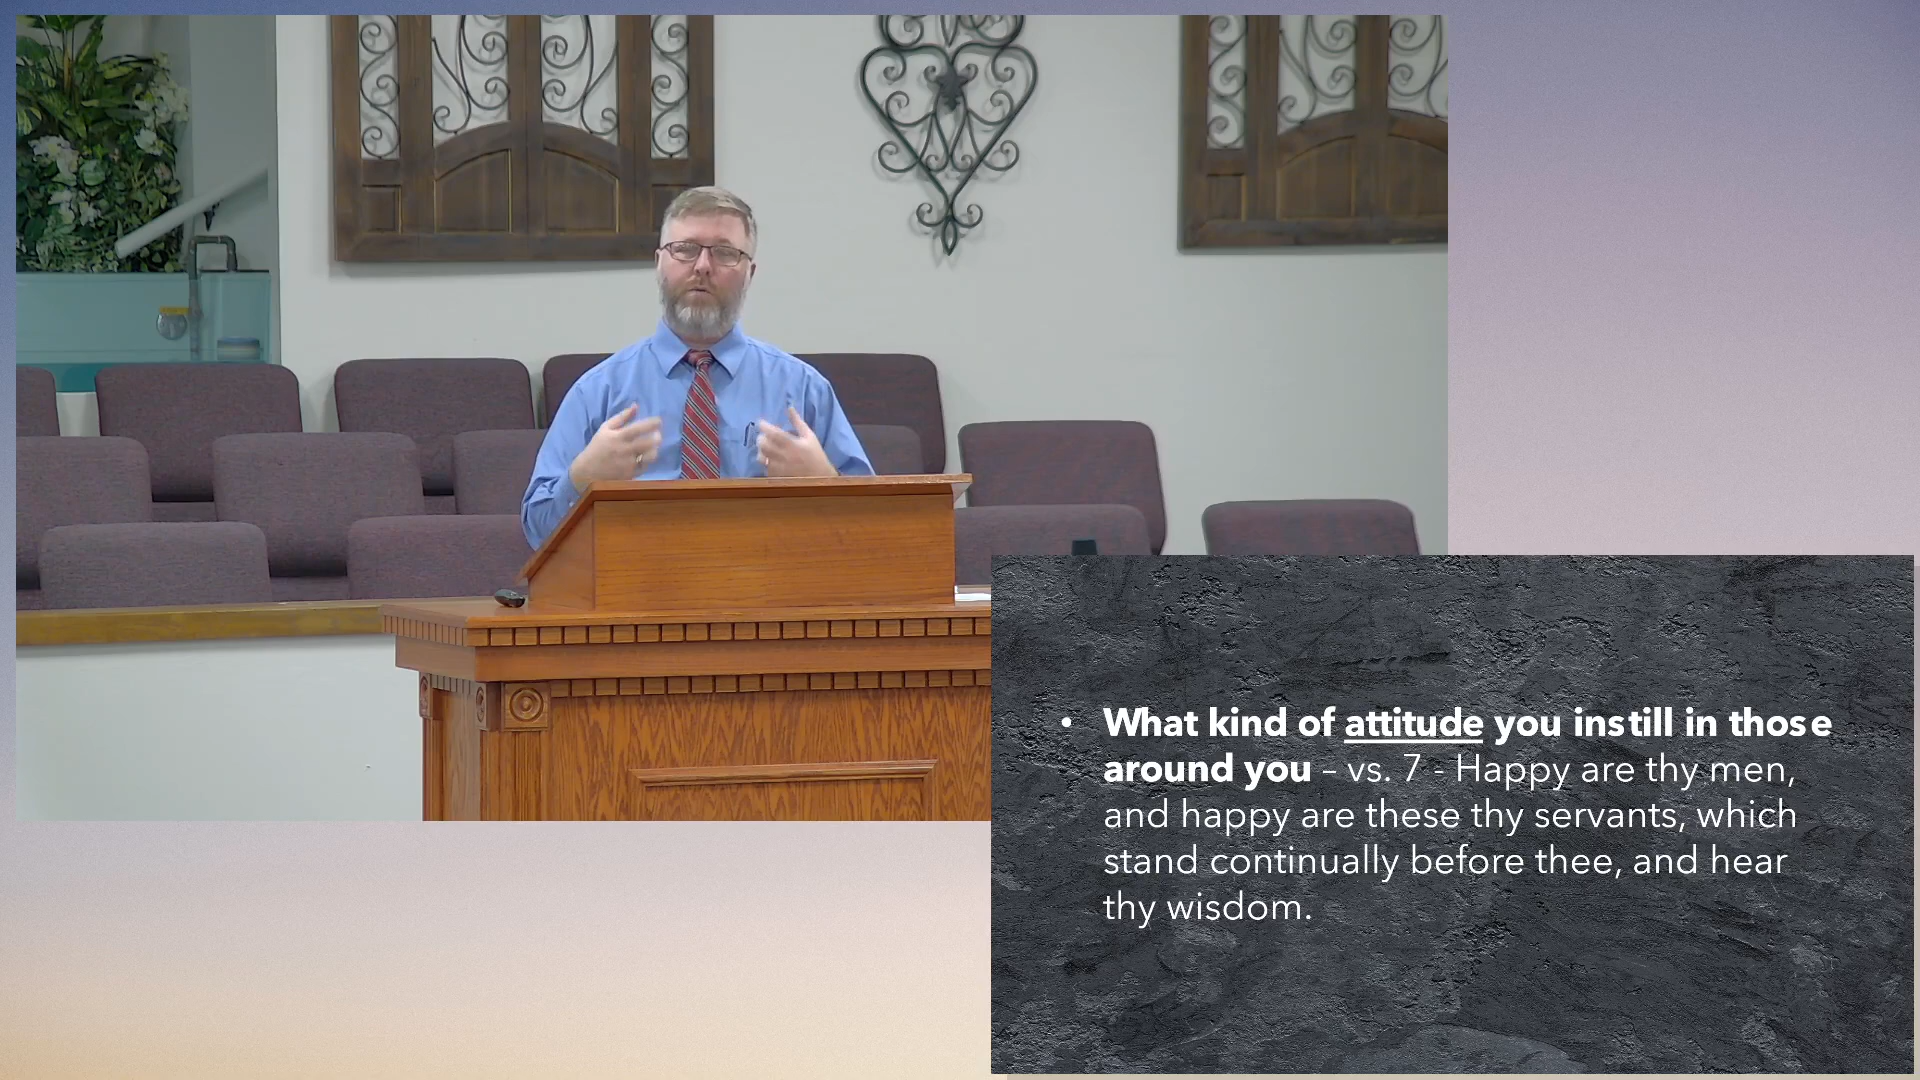 • What kind of attitude you instill in those
around you – vs. 7 - Happy are thy men,
and happy are these thy servants, which
stand continually before thee, and hear
thy wisdom.